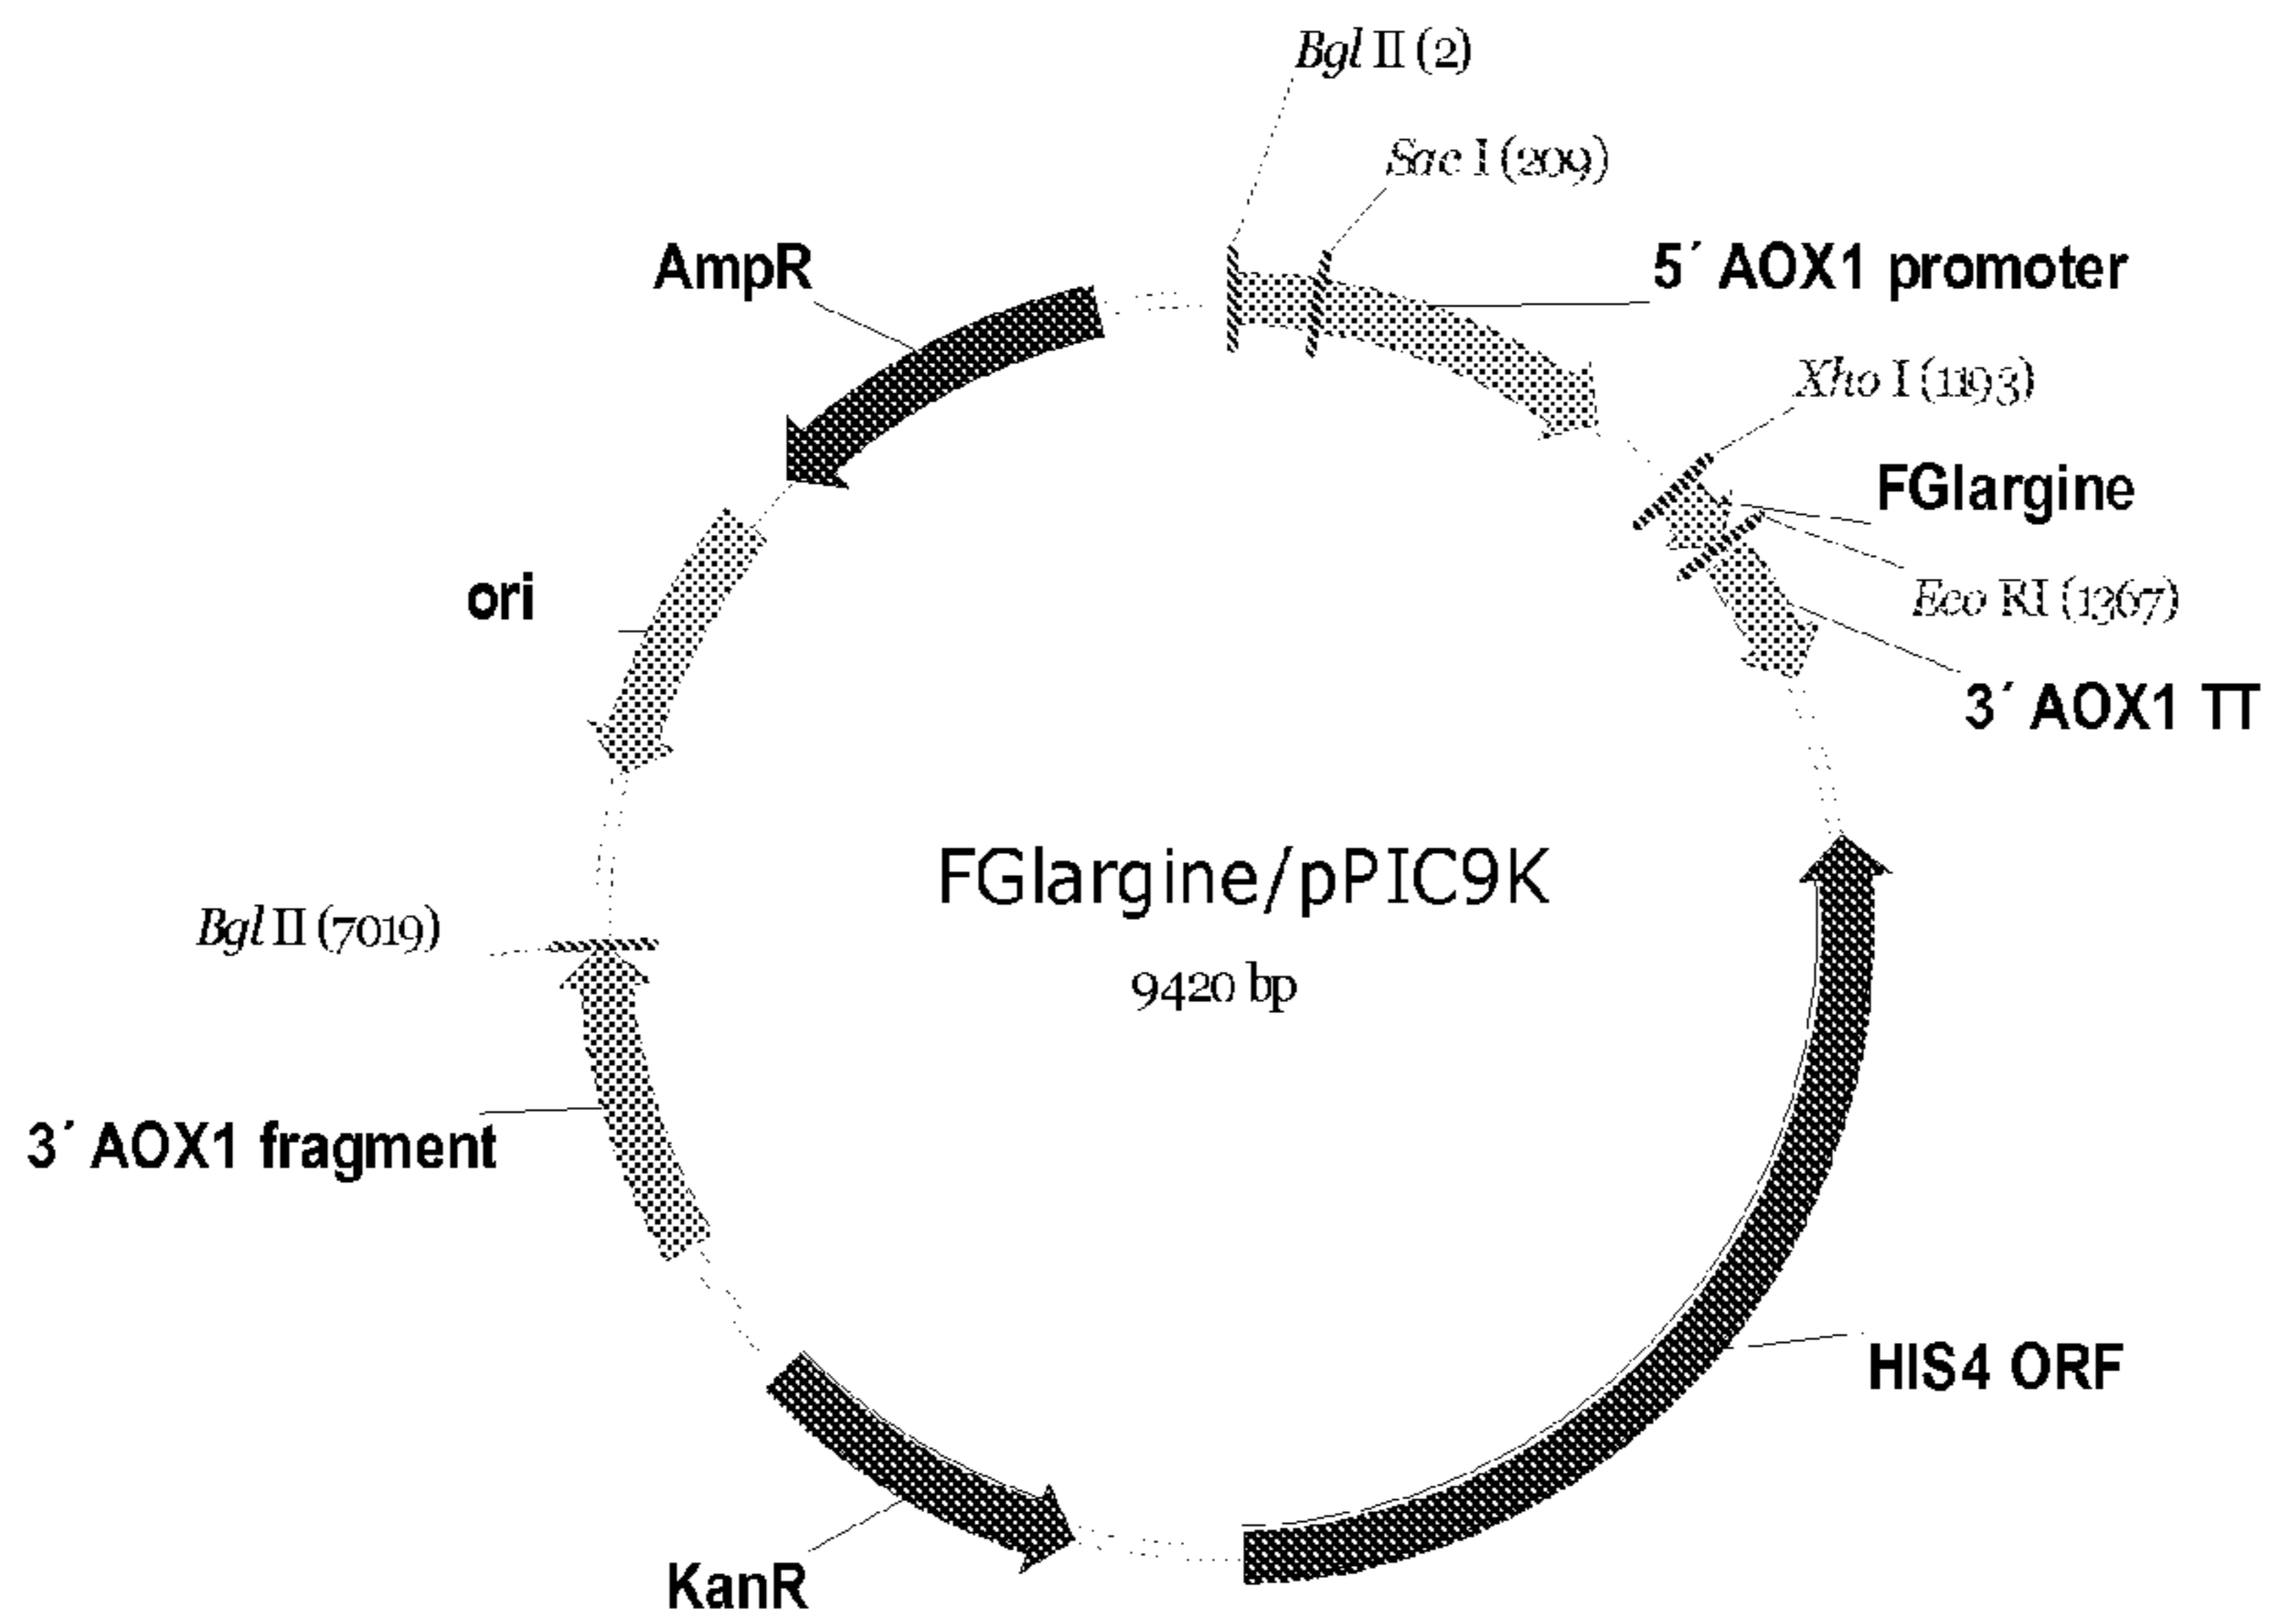 Bgl II (2)
Sac I (209)
AmpR
5´ AOX1 promoter
Xho I (1193)
FGlargine
ori
Eco RI (1367)
3´ AOX1 TT
FGlargine/pPIC9K
Bgl II (7019)
9420 bp
3´ AOX1 fragment
HIS4 ORF
KanR